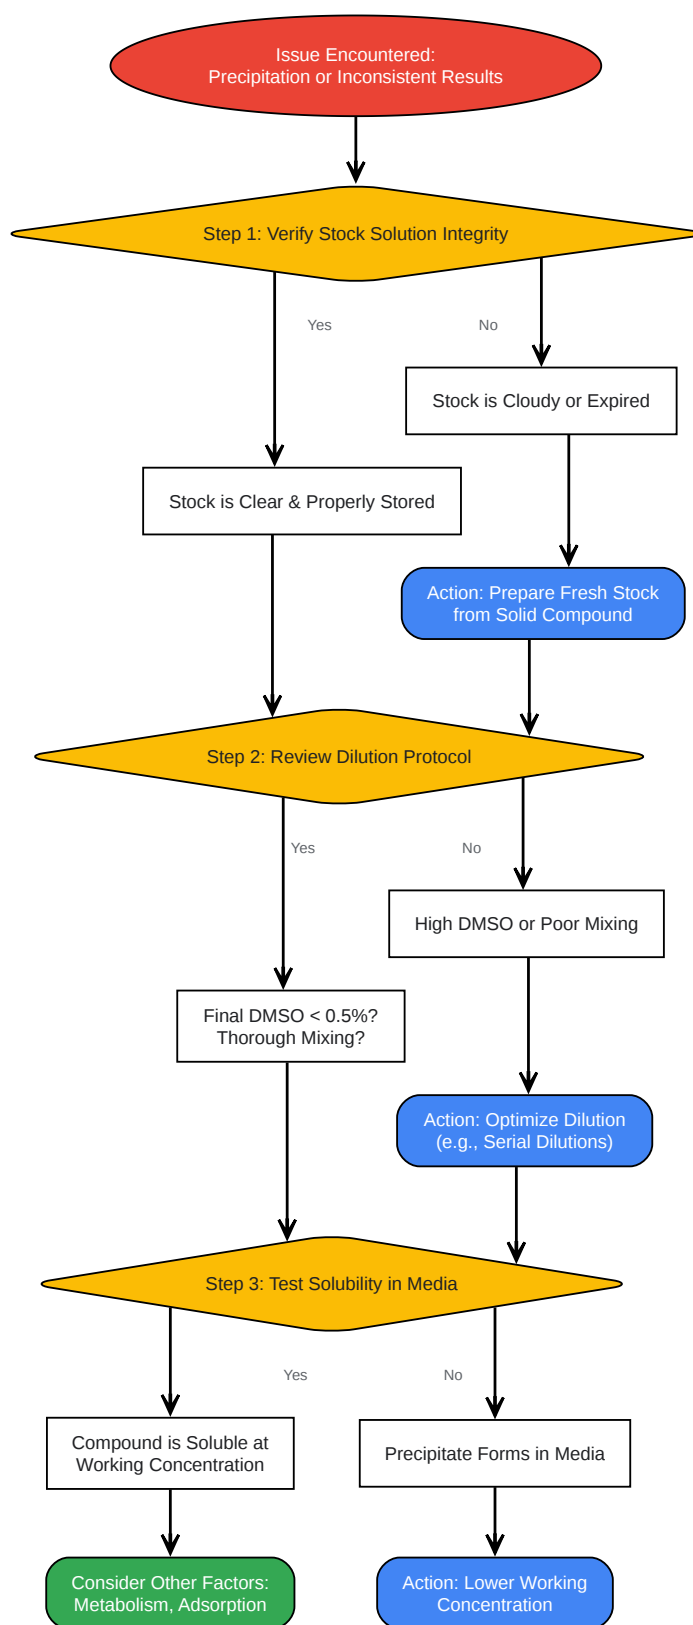 Issue Encountered:
Precipitation or Inconsistent Results
Step 1: Verify Stock Solution Integrity
Yes
No
Stock is Cloudy or Expired
Stock is Clear & Properly Stored
Action: Prepare Fresh Stock
from Solid Compound
Step 2: Review Dilution Protocol
Yes
No
High DMSO or Poor Mixing
Final DMSO < 0.5%?
Thorough Mixing?
Action: Optimize Dilution
(e.g., Serial Dilutions)
Step 3: Test Solubility in Media
Yes
No
Compound is Soluble at
Working Concentration
Precipitate Forms in Media
Consider Other Factors:
Metabolism, Adsorption
Action: Lower Working
Concentration